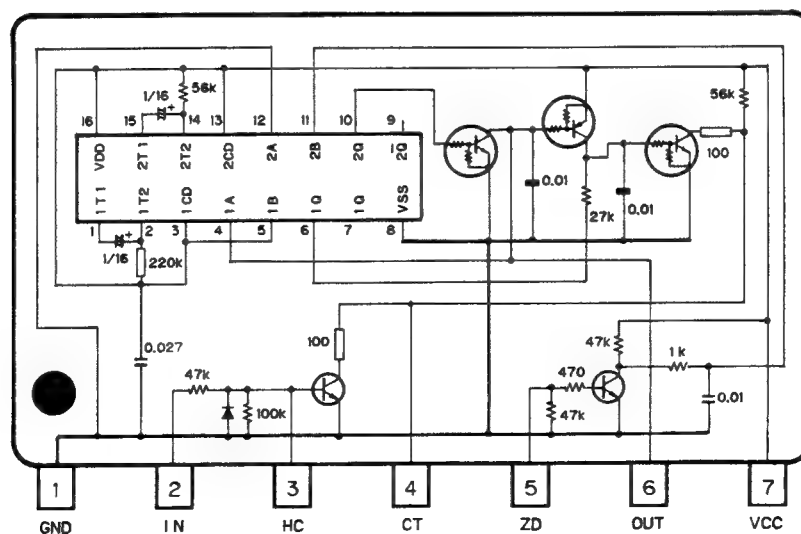 56k
1/16
+
56k
16
15
14
13
12
11
10
9
VDD
2T1
2T2
2CD
2A
2B
2Q
2Q
100
0.01
0.01
1T1
1T2
1CD
1A
1B
1Q
1Q
VSS
27k
1
2
3
4
5
6
7
8
+
1/16
220k
0.027
100
47k
1k
47k
470
100k
47k
0.01
1
2
3
4
5
6
7
GND
IN
HC
CT
ZD
OUT
VCC